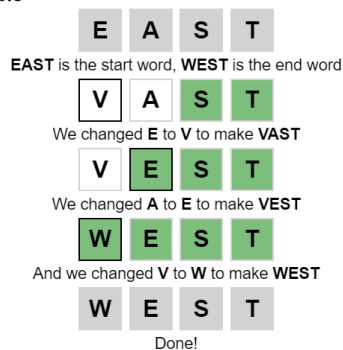 E A S T
EAST is the start word, WEST is the end word
V A S T
We changed E to V to make VAST
V E S T
We changed A to E to make VEST
W E S T
And we changed V to W to make WEST
W E S T
Done!